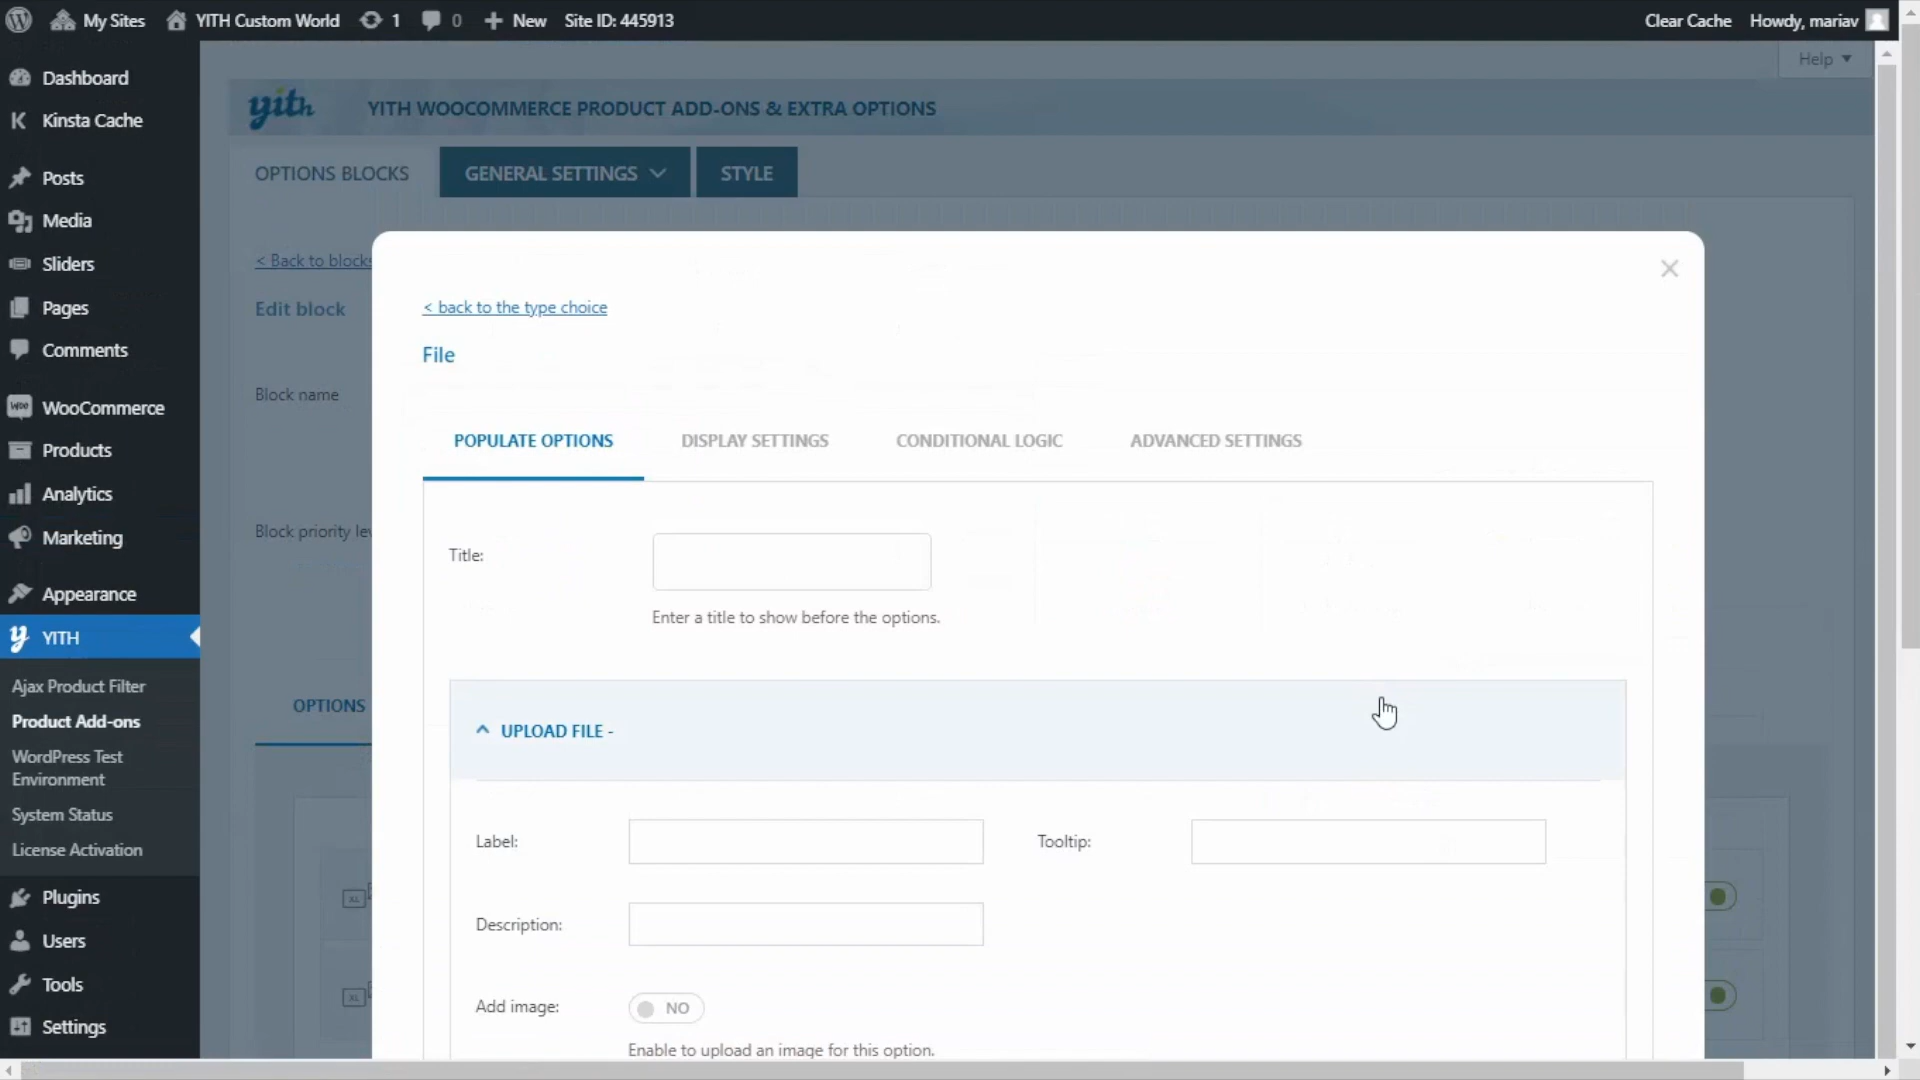 My Sites
YITH Custom World
1
0
New
Site ID: 445913
Clear Cache
Howdy, mariav
Dashboard
Kinsta Cache
Posts
Media
Sliders
Pages
Comments
WooCommerce
Products
Analytics
Marketing
Appearance
YITH
Ajax Product Filter
Product Add-ons
WordPress Test
Environment
System Status
License Activation
Plugins
Users
Tools
Settings
Help
yith
YITH WOOCOMMERCE PRODUCT ADD-ONS & EXTRA OPTIONS
OPTIONS BLOCKS
GENERAL SETTINGS
STYLE
< Back to blocks
Edit block
Block name
Block priority lev
OPTIONS
XL
XL
< back to the type choice
File
POPULATE OPTIONS
DISPLAY SETTINGS
CONDITIONAL LOGIC
ADVANCED SETTINGS
Title:
Enter a title to show before the options.
UPLOAD FILE -
Label:
Tooltip:
Description:
Add image:
NO
Enable to upload an image for this option.